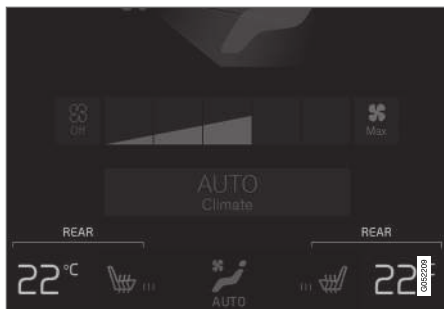 Off
Max
AUTO
Climate
REAR REAR
22°C 22°
AUTO
G052209